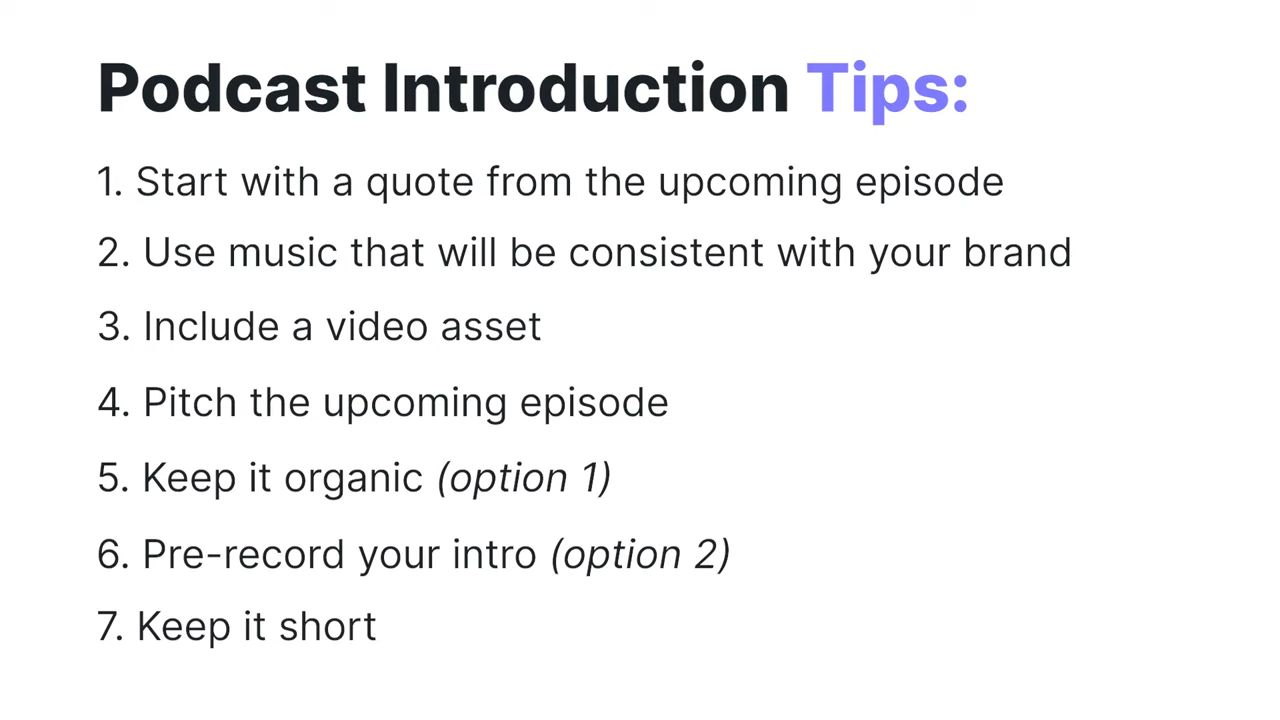 Podcast Introduction Tips:
1. Start with a quote from the upcoming episode
2. Use music that will be consistent with your brand
3. Include a video asset
4. Pitch the upcoming episode
5. Keep it organic (option 1)
6. Pre-record your intro (option 2)
7. Keep it short